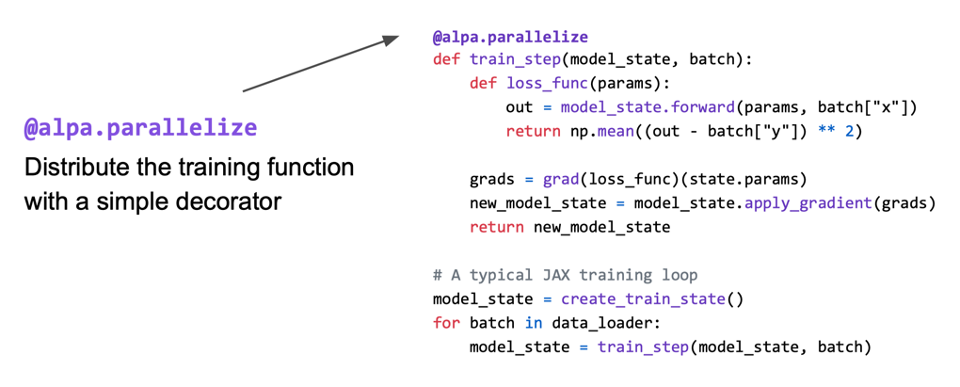 @alpa.parallelize
Distribute the training function
with a simple decorator
@alpa.parallelize
def train_step(model_state, batch):
    def loss_func(params):
        out = model_state.forward(params, batch["x"])
        return np.mean((out - batch["y"]) ** 2)
    grads = grad(loss_func)(state.params)
    new_model_state = model_state.apply_gradient(grads)
    return new_model_state
# A typical JAX training loop
model_state = create_train_state()
for batch in data_loader:
    model_state = train_step(model_state, batch)